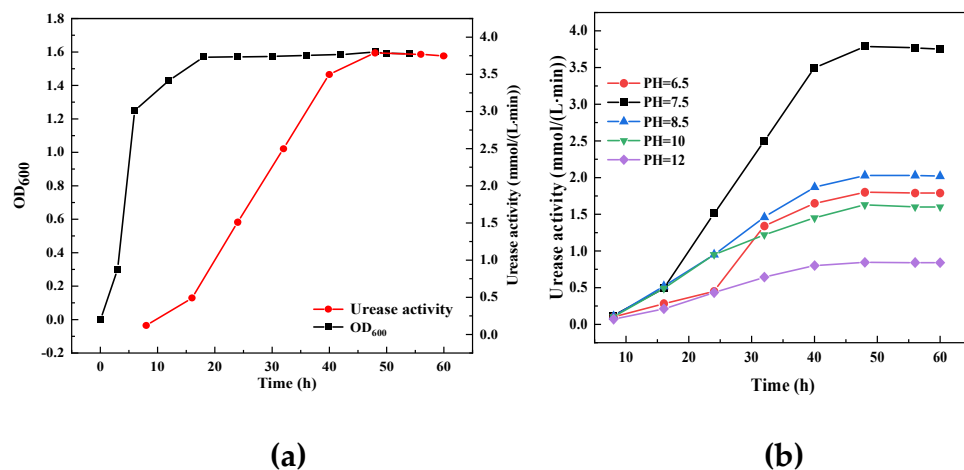 1.8
1.6
1.4
1.2
1.0
0.8
0.6
0.4
0.2
0.0
-0.2
OD600
0 10 20 30 40 50 60
Time (h)
4.0
3.5
3.0
2.5
2.0
1.5
1.0
0.5
0.0
Urease activity (mmol/(L·min))
Urease activity
OD600
(a)
4.0
3.5
3.0
2.5
2.0
1.5
1.0
0.5
0.0
Urease activity (mmol/(L·min))
PH=6.5
PH=7.5
PH=8.5
PH=10
PH=12
10 20 30 40 50 60
Time (h)
(b)